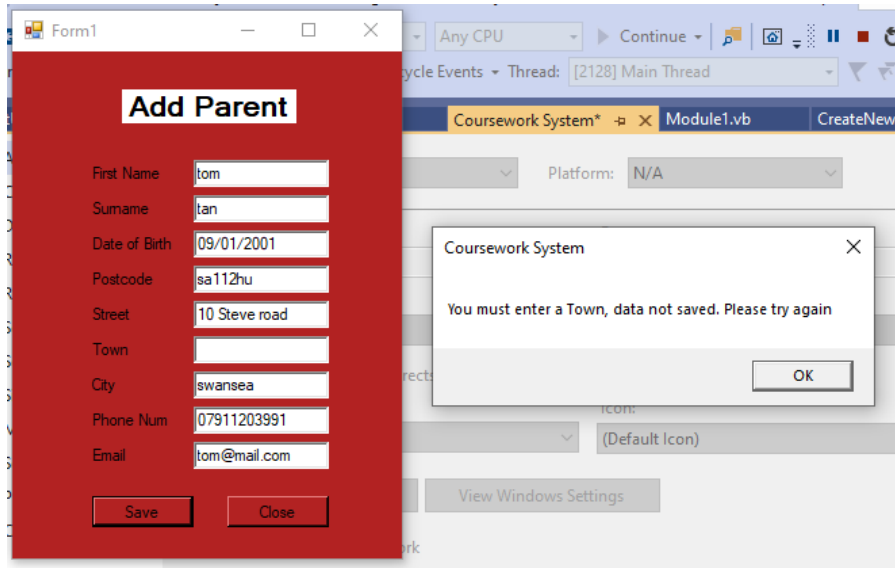 Form1
Any CPU
Continue
ycle Events
Thread:
[2128] Main Thread
Coursework System*
Module1.vb
CreateNew
Platform:
N/A
Add Parent
First Name
tom
Surname
tan
Date of Birth
09/01/2001
Postcode
sa112hu
Street
10 Steve road
Town
City
swansea
Phone Num
07911203991
Email
tom@mail.com
Save
Close
Coursework System
You must enter a Town, data not saved. Please try again
OK
rects
Icon:
(Default Icon)
View Windows Settings
ork